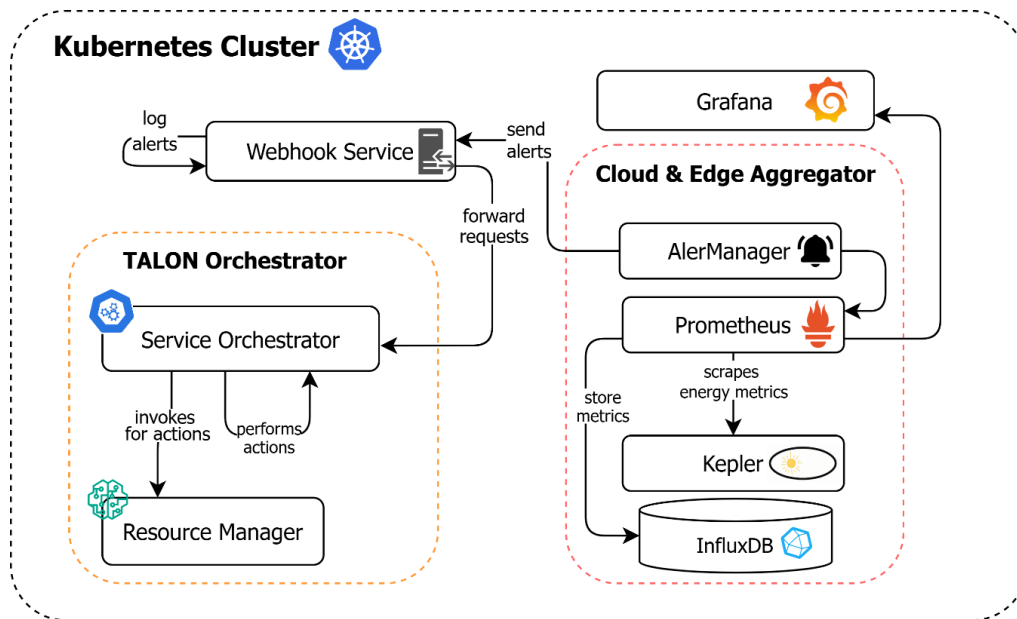 Kubernetes Cluster
Grafana
log
alerts
Webhook Service
send
alerts
Cloud & Edge Aggregator
forward
requests
AlerManager
TALON Orchestrator
Service Orchestrator
Prometheus
scrapes
energy metrics
store
metrics
invokes
for actions
performs
actions
Kepler
Resource Manager
InfluxDB